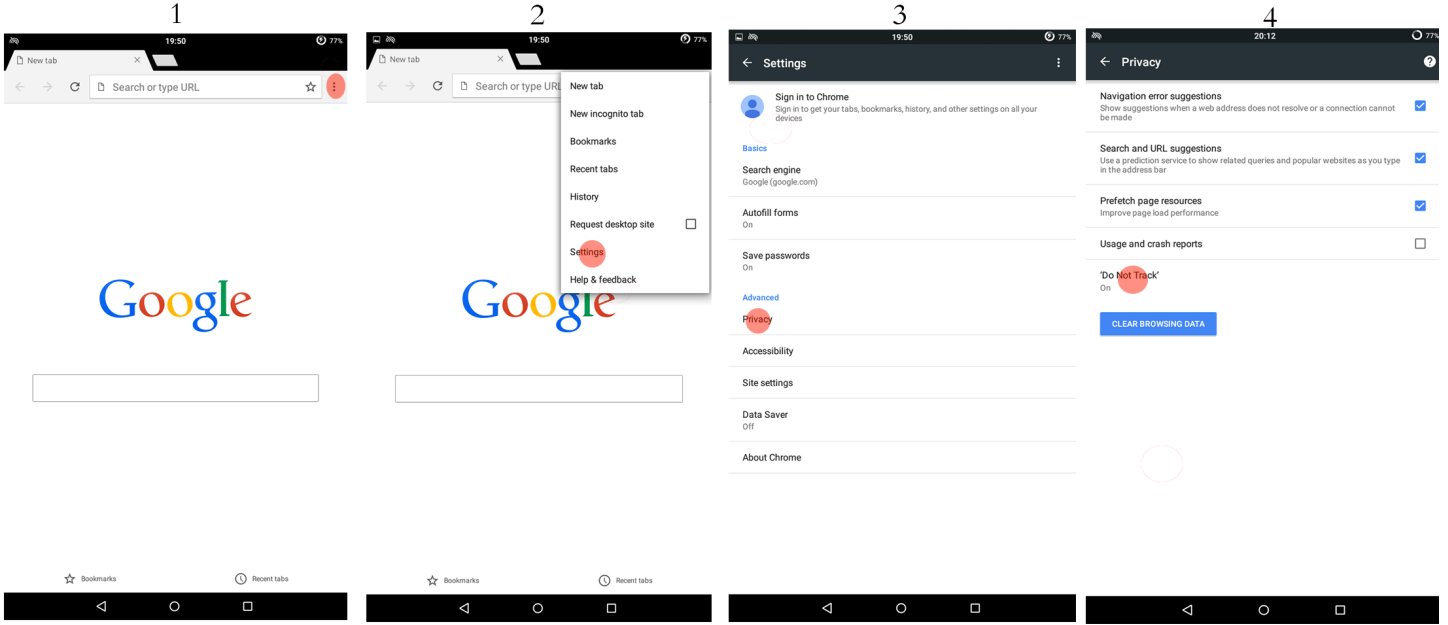 1
19:50
77%
New tab
Search or type URL
Google
Bookmarks
Recent tabs
2
19:50
77%
New tab
Search or type URL
New tab
New incognito tab
Bookmarks
Recent tabs
History
Request desktop site
Settings
Help & feedback
Google
Bookmarks
Recent tabs
3
19:50
77%
Settings
Sign in to Chrome
Sign in to get your tabs, bookmarks, history, and other settings on all your
devices
Basics
Search engine
Google (google.com)
Autofill forms
On
Save passwords
On
Advanced
Privacy
Accessibility
Site settings
Data Saver
Off
About Chrome
4
20:12
77%
Privacy
?
Navigation error suggestions
Show suggestions when a web address does not resolve or a connection cannot
be made
Search and URL suggestions
Use a prediction service to show related queries and popular websites as you type
in the address bar
Prefetch page resources
Improve page load performance
Usage and crash reports
'Do Not Track'
On
CLEAR BROWSING DATA